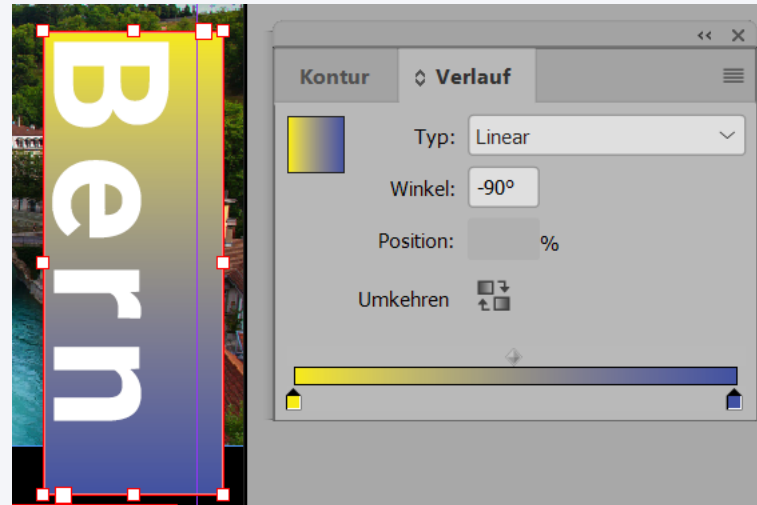 Bern
Kontur
Verlauf
Typ: Linear
Winkel: -90°
Position: %
Umkehren